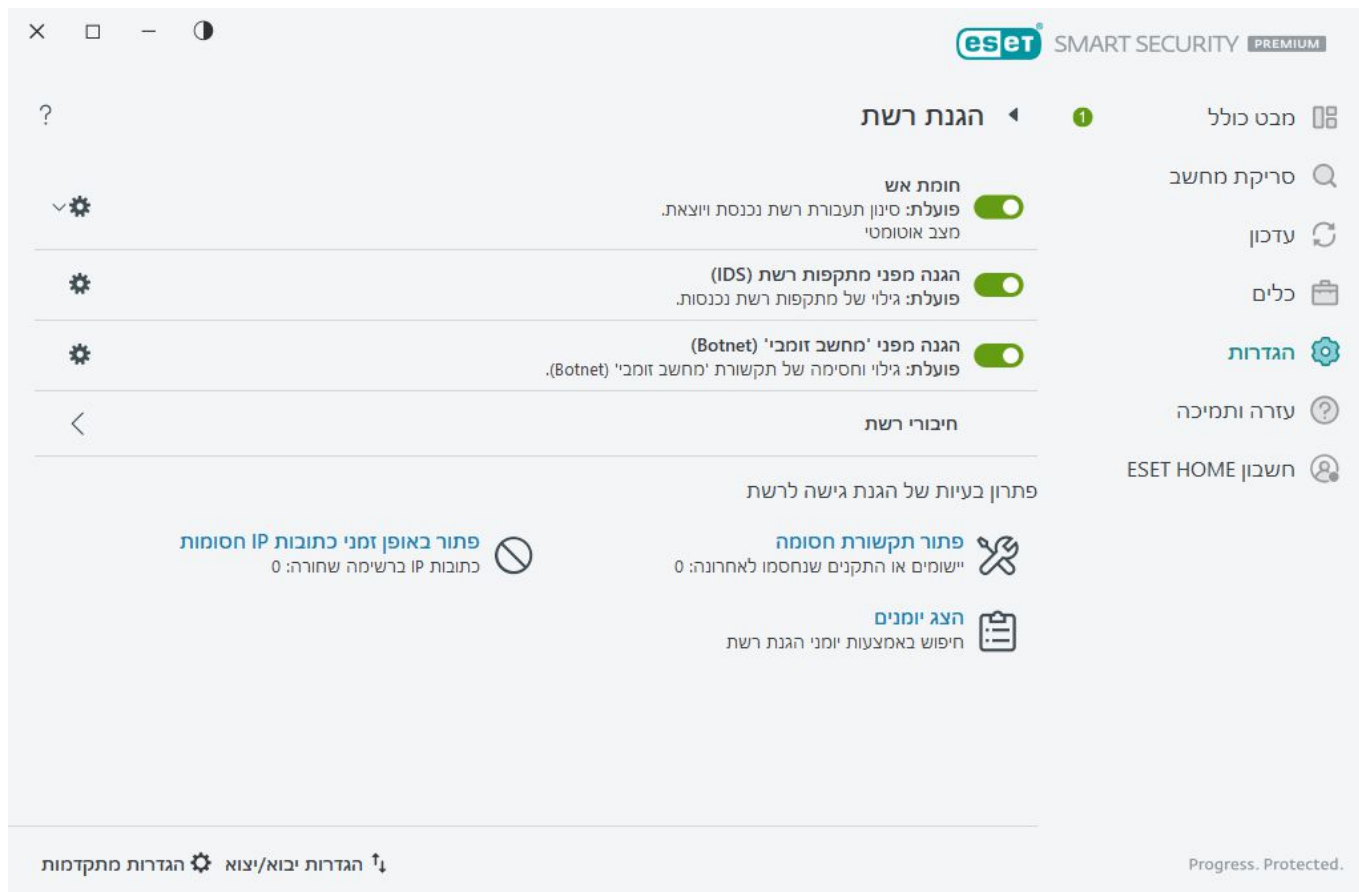 eset® SMART SECURITY PREMIUM
מבט כולל 1
סריקת מחשב
עדכון
כלים
הגדרות
עזרה ותמיכה
חשבון ESET HOME
הגנת רשת
?
חומת אש
פועלת: סינון תעבורת רשת נכנסת ויוצאת.
מצב אוטומטי
הגנה מפני מתקפות רשת (IDS)
פועלת: גילוי של מתקפות רשת נכנסות.
הגנה מפני 'מחשב זומבי' (Botnet)
פועלת: גילוי וחסימה של תקשורת 'מחשב זומבי' (Botnet).
חיבורי רשת
פתרון בעיות של הגנת גישה לרשת
פתור תקשורת חסומה
יישומים או התקנים שנחסמו לאחרונה: 0
פתור באופן זמני כתובות IP חסומות
כתובות IP ברשימה שחורה: 0
הצג יומנים
חיפוש באמצעות יומני הגנת רשת
Progress. Protected.
הגדרות יבוא/יצוא
הגדרות מתקדמות